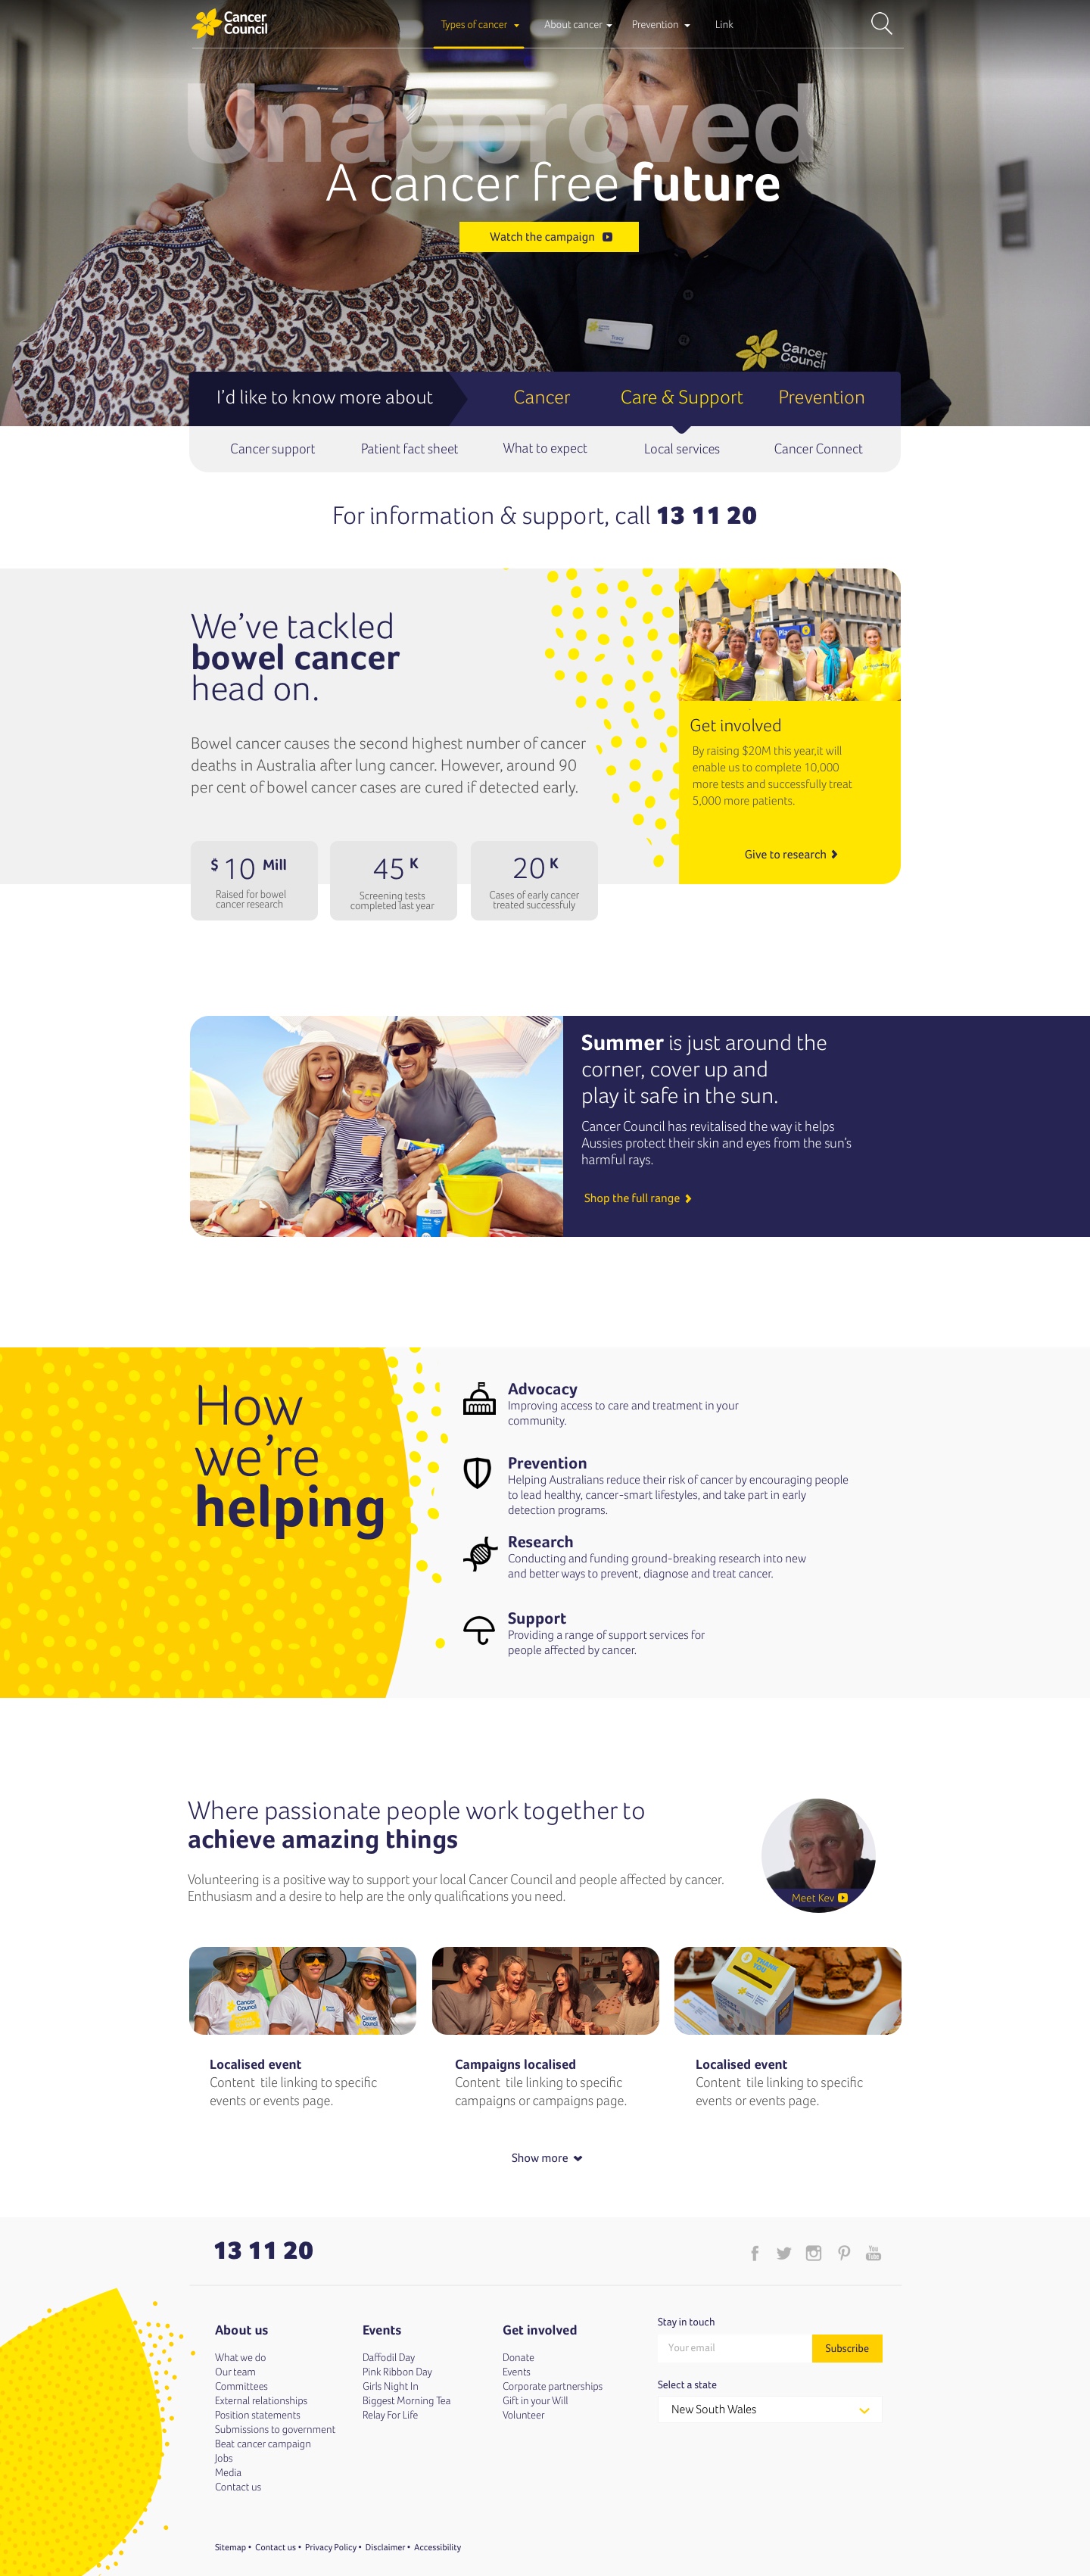 Cancer
Council
Types of cancer
About cancer
Prevention
Link
Unapproved
A cancer free future
Watch the campaign
Cancer
Council
I'd like to know more about
Cancer
Care & Support
Prevention
Cancer support
Patient fact sheet
What to expect
Local services
Cancer Connect
For information & support, call 13 11 20
We've tackled
bowel cancer
head on.
Bowel cancer causes the second highest number of cancer
deaths in Australia after lung cancer. However, around 90
per cent of bowel cancer cases are cured if detected early.
$ 10 Mill
Raised for bowel
cancer research
45 K
Screening tests
completed last year
20 K
Cases of early cancer
treated successfuly
Get involved
By raising $20M this year,it will
enable us to complete 10,000
more tests and successfully treat
5,000 more patients.
Give to research
Summer is just around the
corner, cover up and
play it safe in the sun.
Cancer Council has revitalised the way it helps
Aussies protect their skin and eyes from the sun's
harmful rays.
Shop the full range
How
we're
helping
Advocacy
Improving access to care and treatment in your
community.
Prevention
Helping Australians reduce their risk of cancer by encouraging people
to lead healthy, cancer-smart lifestyles, and take part in early
detection programs.
Research
Conducting and funding ground-breaking research into new
and better ways to prevent, diagnose and treat cancer.
Support
Providing a range of support services for
people affected by cancer.
Where passionate people work together to
achieve amazing things
Volunteering is a positive way to support your local Cancer Council and people affected by cancer.
Enthusiasm and a desire to help are the only qualifications you need.
Meet Kev
Cancer
Council
Cancer
Council
THANK
YOU
Localised event
Content tile linking to specific
events or events page.
Campaigns localised
Content tile linking to specific
campaigns or campaigns page.
Localised event
Content tile linking to specific
events or events page.
Show more
13 11 20
You
Tube
About us
What we do
Our team
Committees
External relationships
Position statements
Submissions to government
Beat cancer campaign
Jobs
Media
Contact us
Events
Daffodil Day
Pink Ribbon Day
Girls Night In
Biggest Morning Tea
Relay For Life
Get involved
Donate
Events
Corporate partnerships
Gift in your Will
Volunteer
Stay in touch
Your email
Subscribe
Select a state
New South Wales
Sitemap • Contact us • Privacy Policy • Disclaimer • Accessibility